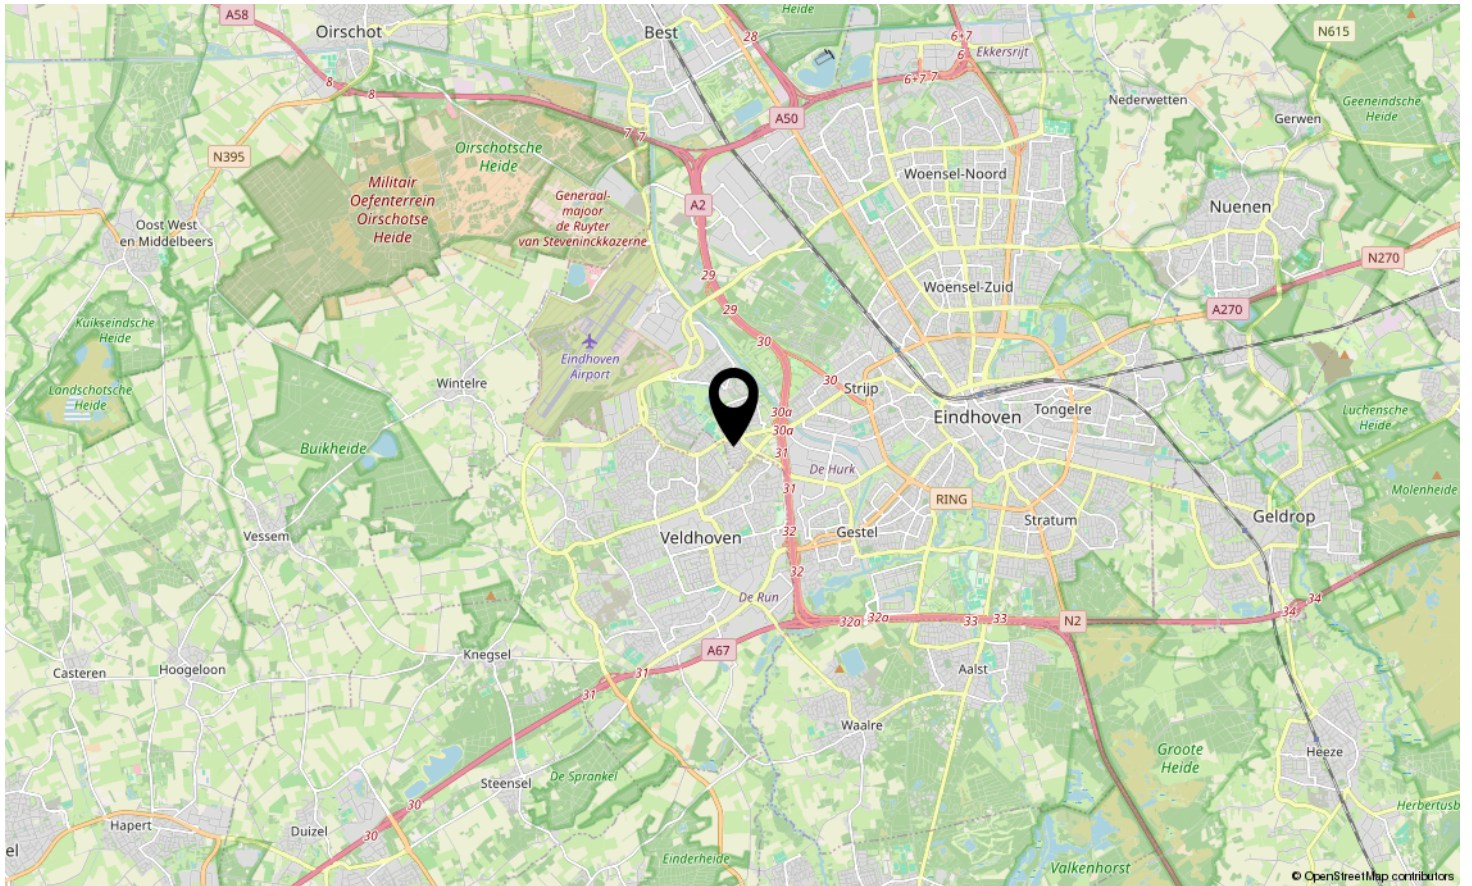 A58
Oirschot
Best
28
Heide
6+7
6
Ekkersrijt
N615
8
8
6+7
7
Nederwetten
Geeneindsche
Heide
Gerwen
A50
7
7
N395
Oirschotsche
Heide
Militair
Oefenterrein
Oirschotse
Heide
Generaal-
majoor
de Ruyter
van Steveninckkazerne
A2
Woensel-Noord
Nuenen
Oost West
en Middelbeers
N270
29
29
Woensel-Zuid
A270
Kuikseindsche
Heide
30
Eindhoven
Airport
Landschotsche
Heide
Wintelre
30
Strijp
30a
30a
Eindhoven
Tongelre
Luchensche
Heide
Buikheide
31
De Hurk
31
Molenheide
RING
Vessem
Veldhoven
32
Gestel
Stratum
Geldrop
32
De Run
34
34
32a
32a
33
33
N2
A67
Knegsel
Casteren
Hoogeloon
31
31
Aalst
Waalre
Groote
Heide
Heeze
Steensel
De Sprankel
30
30
Herbertusb
Hapert
Duizel
el
Einderheide
Valkenhorst
© OpenStreetMap contributors